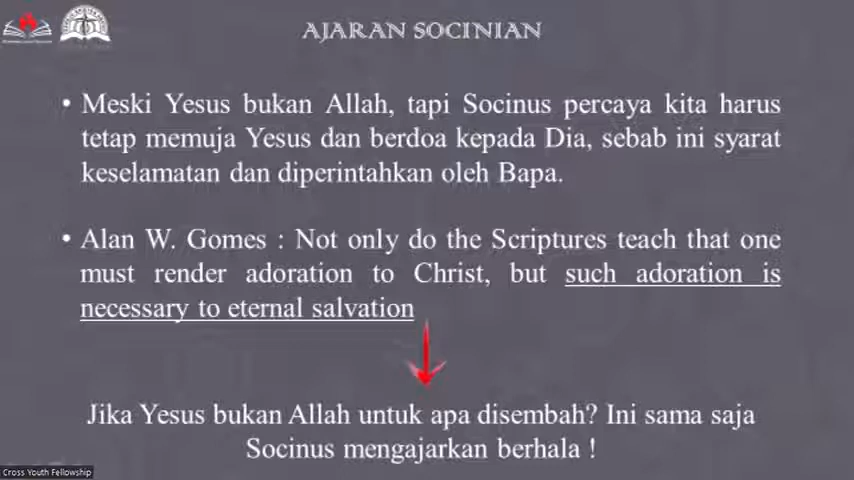 AJARAN SOCINIAN
• Meski Yesus bukan Allah, tapi Socinus percaya kita harus
tetap memuja Yesus dan berdoa kepada Dia, sebab ini syarat
keselamatan dan diperintahkan oleh Bapa.
• Alan W. Gomes : Not only do the Scriptures teach that one
must render adoration to Christ, but such adoration is
necessary to eternal salvation
Jika Yesus bukan Allah untuk apa disembah? Ini sama saja
Socinus mengajarkan berhala !
Cross Youth Fellowship